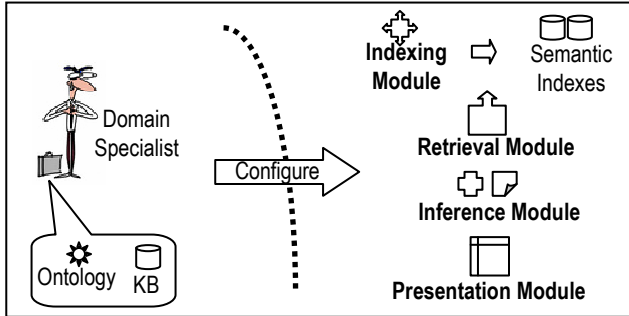 Domain
Specialist
Ontology KB
Configure
Indexing
Module
Semantic
Indexes
Retrieval Module
Inference Module
Presentation Module